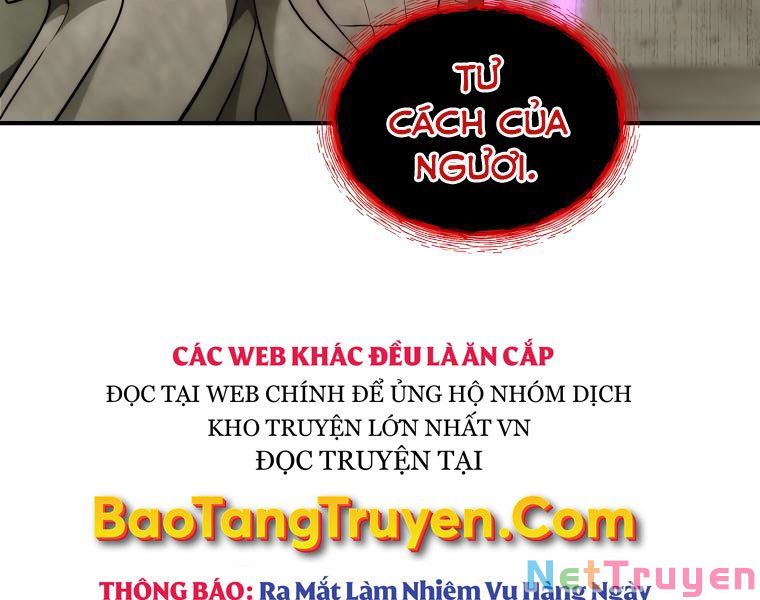 TƯ
CÁCH CỦA
NGƯƠI.
CÁC WEB KHÁC ĐỀU LÀ ĂN CẮP
ĐỌC TẠI WEB CHÍNH ĐỂ ỦNG HỘ NHÓM DỊCH
KHO TRUYỆN LỚN NHẤT VN
ĐỌC TRUYỆN TẠI
BaoTangTruyen.Com
NetTruyen
THÔNG BÁO: Ra Mắt Làm Nhiệm Vụ Hàng Ngày